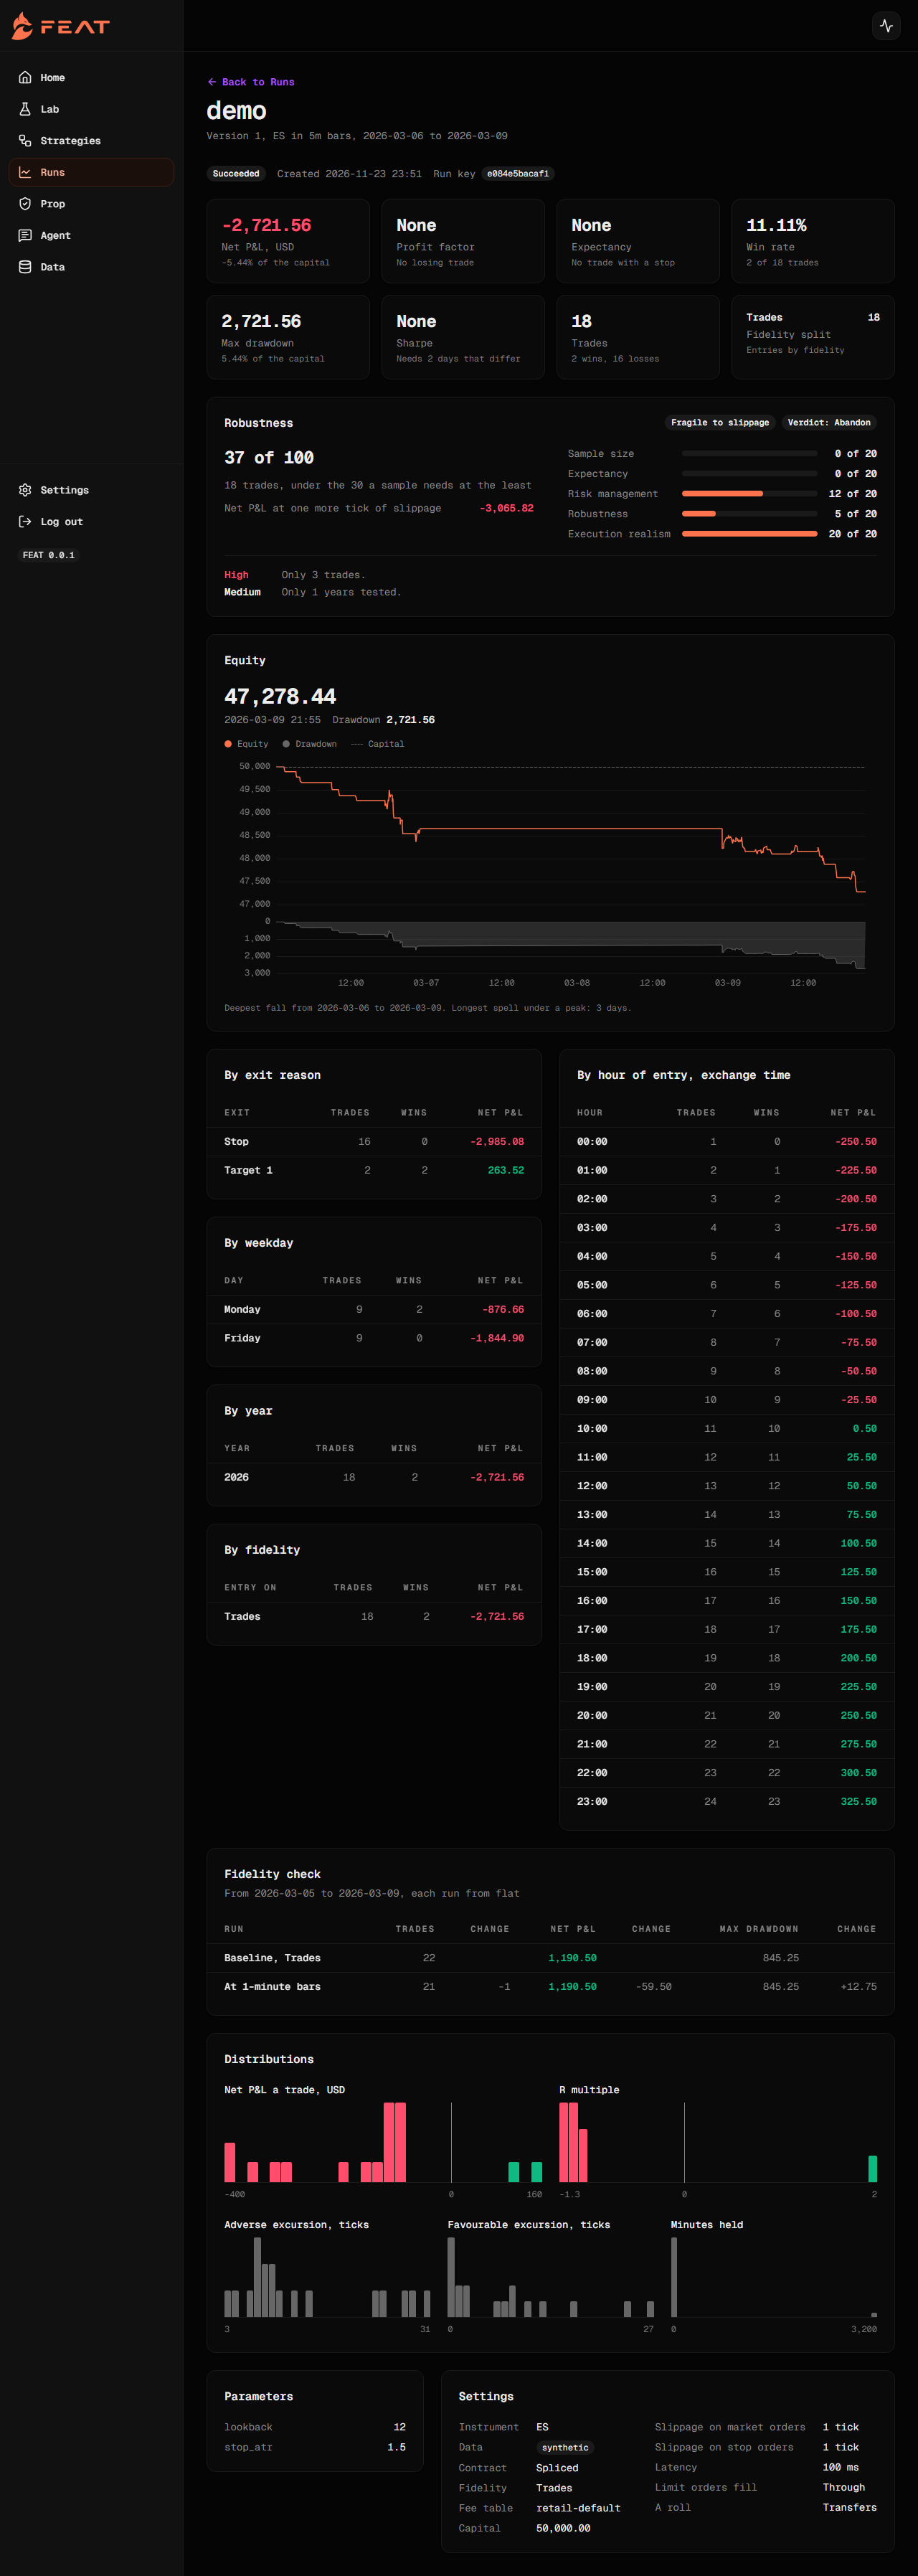 FEAT
Home
Lab
Strategies
Runs
Prop
Agent
Data
Settings
Log out
FEAT 0.0.1
← Back to Runs
demo
Version 1, ES in 5m bars, 2026-03-06 to 2026-03-09
Succeeded Created 2026-11-23 23:51 Run key e084e5bacaf1
-2,721.56
Net P&L, USD
-5.44% of the capital
None
Profit factor
No losing trade
None
Expectancy
No trade with a stop
11.11%
Win rate
2 of 18 trades
2,721.56
Max drawdown
5.44% of the capital
None
Sharpe
Needs 2 days that differ
18
Trades
2 wins, 16 losses
Trades 18
Fidelity split
Entries by fidelity
Robustness
Fragile to slippage Verdict: Abandon
37 of 100
18 trades, under the 30 a sample needs at the least
Net P&L at one more tick of slippage -3,065.82
Sample size 0 of 20
Expectancy 0 of 20
Risk management 12 of 20
Robustness 5 of 20
Execution realism 20 of 20
High Only 3 trades.
Medium Only 1 years tested.
Equity
47,278.44
2026-03-09 21:55 Drawdown 2,721.56
Equity Drawdown Capital
50,000
49,500
49,000
48,500
48,000
47,500
47,000
0
1,000
2,000
3,000
12:00 03-07 12:00 03-08 12:00 03-09 12:00
Deepest fall from 2026-03-06 to 2026-03-09. Longest spell under a peak: 3 days.
By exit reason
EXIT TRADES WINS NET P&L
Stop 16 0 -2,985.08
Target 1 2 2 263.52
By weekday
DAY TRADES WINS NET P&L
Monday 9 2 -876.66
Friday 9 0 -1,844.90
By year
YEAR TRADES WINS NET P&L
2026 18 2 -2,721.56
By fidelity
ENTRY ON TRADES WINS NET P&L
Trades 18 2 -2,721.56
By hour of entry, exchange time
HOUR TRADES WINS NET P&L
00:00 1 0 -250.50
01:00 2 1 -225.50
02:00 3 2 -200.50
03:00 4 3 -175.50
04:00 5 4 -150.50
05:00 6 5 -125.50
06:00 7 6 -100.50
07:00 8 7 -75.50
08:00 9 8 -50.50
09:00 10 9 -25.50
10:00 11 10 0.50
11:00 12 11 25.50
12:00 13 12 50.50
13:00 14 13 75.50
14:00 15 14 100.50
15:00 16 15 125.50
16:00 17 16 150.50
17:00 18 17 175.50
18:00 19 18 200.50
19:00 20 19 225.50
20:00 21 20 250.50
21:00 22 21 275.50
22:00 23 22 300.50
23:00 24 23 325.50
Fidelity check
From 2026-03-05 to 2026-03-09, each run from flat
RUN TRADES CHANGE NET P&L CHANGE MAX DRAWDOWN CHANGE
Baseline, Trades 22 1,190.50 845.25
At 1-minute bars 21 -1 1,190.50 -59.50 845.25 +12.75
Distributions
Net P&L a trade, USD
-400 0 160
R multiple
-1.3 0 2
Adverse excursion, ticks
3 31
Favourable excursion, ticks
0 27
Minutes held
0 3,200
Parameters
lookback 12
stop_atr 1.5
Settings
Instrument ES
Data synthetic
Contract Spliced
Fidelity Trades
Fee table retail-default
Capital 50,000.00
Slippage on market orders 1 tick
Slippage on stop orders 1 tick
Latency 100 ms
Limit orders fill Through
A roll Transfers